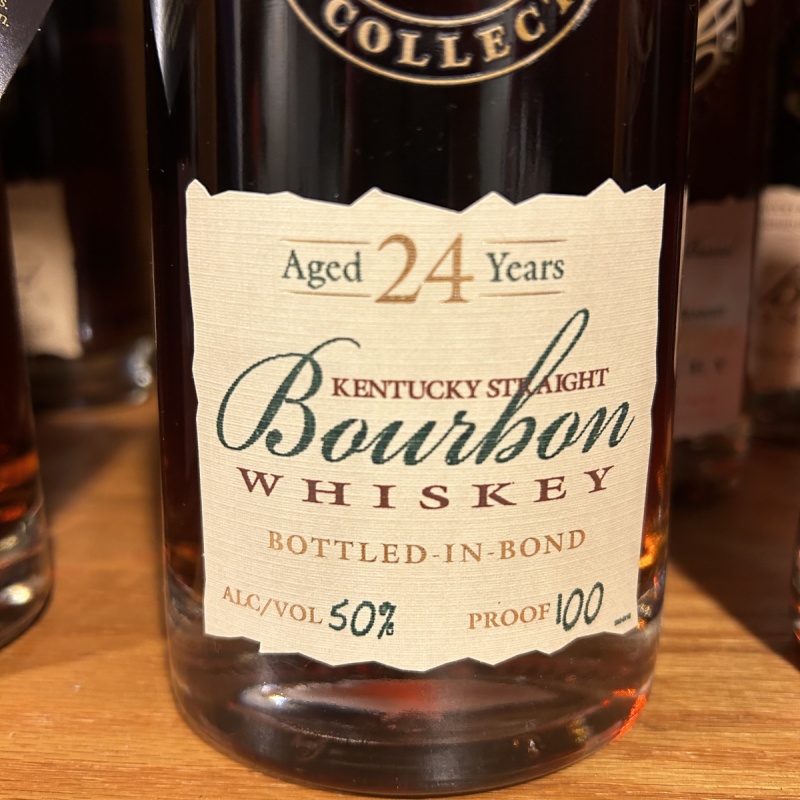 COLLECT
Aged 24 Years
KENTUCKY STRAIGHT
Bourbon
WHISKEY
BOTTLED-IN-BOND
ALC/VOL 50% PROOF 100